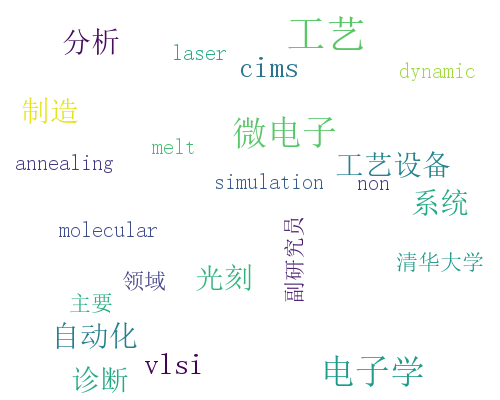 工艺
分析
laser
cims
dynamic
制造
微电子
melt
annealing
工艺设备
simulation
non
系统
molecular
副研究员
清华大学
领域
光刻
主要
自动化
vlsi
电子学
诊断